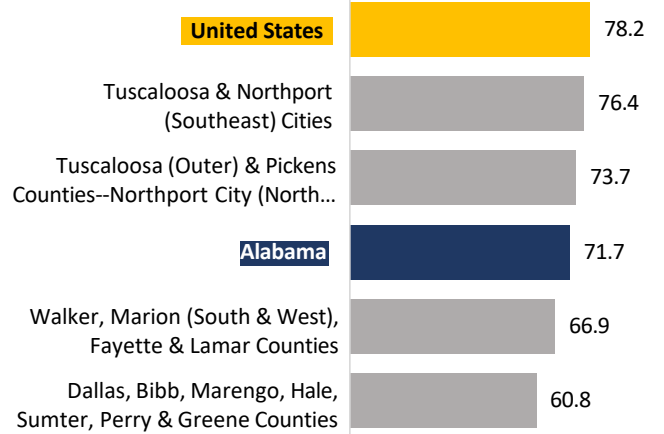 United States 78.2
Tuscaloosa & Northport
(Southeast) Cities 76.4
Tuscaloosa (Outer) & Pickens
Counties--Northport City (North... 73.7
Alabama 71.7
Walker, Marion (South & West),
Fayette & Lamar Counties 66.9
Dallas, Bibb, Marengo, Hale,
Sumter, Perry & Greene Counties 60.8